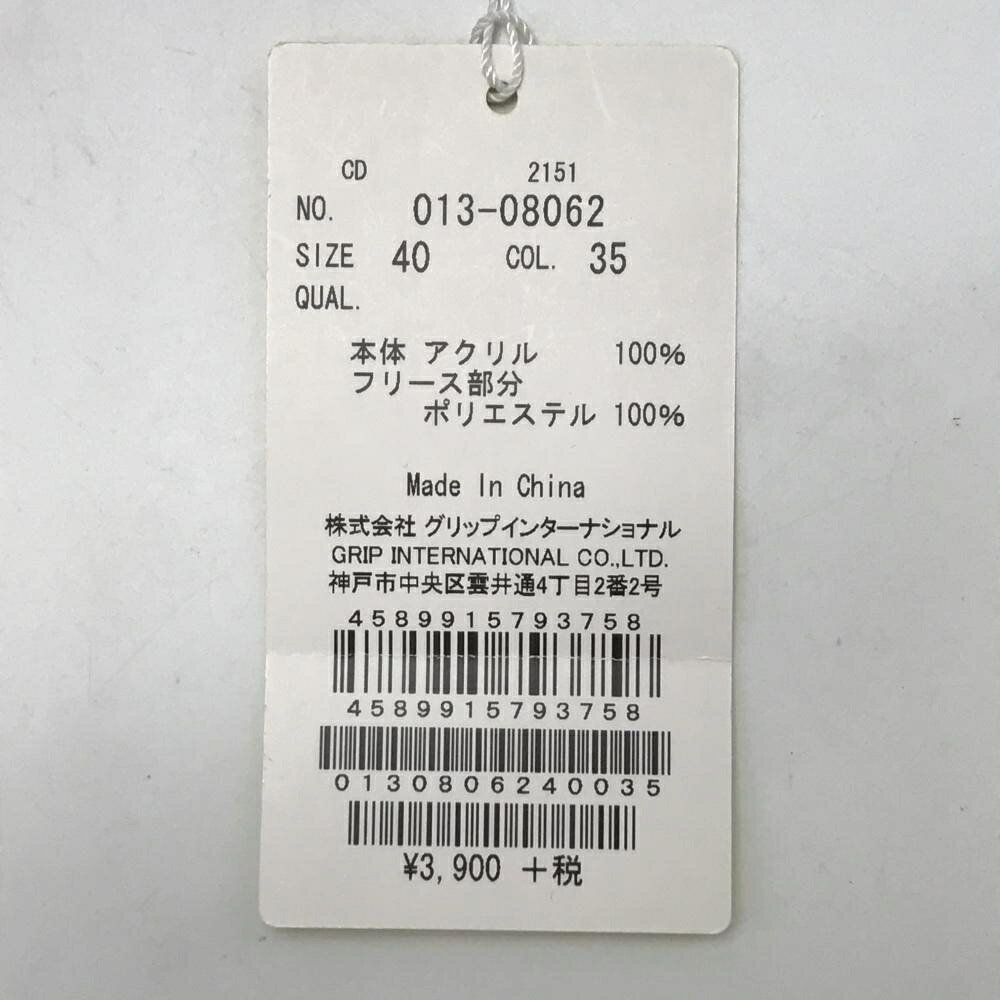 CD 2151
NO. 013-08062
SIZE 40 COL. 35
QUAL.
本体 アクリル 100%
フリース部分
ポリエステル 100%
Made In China
株式会社 グリップインターナショナル
GRIP INTERNATIONAL CO.,LTD.
神戸市中央区雲井通4丁目2番2号
4589915793758
4589915793758
0130806240035
¥3,900 +税